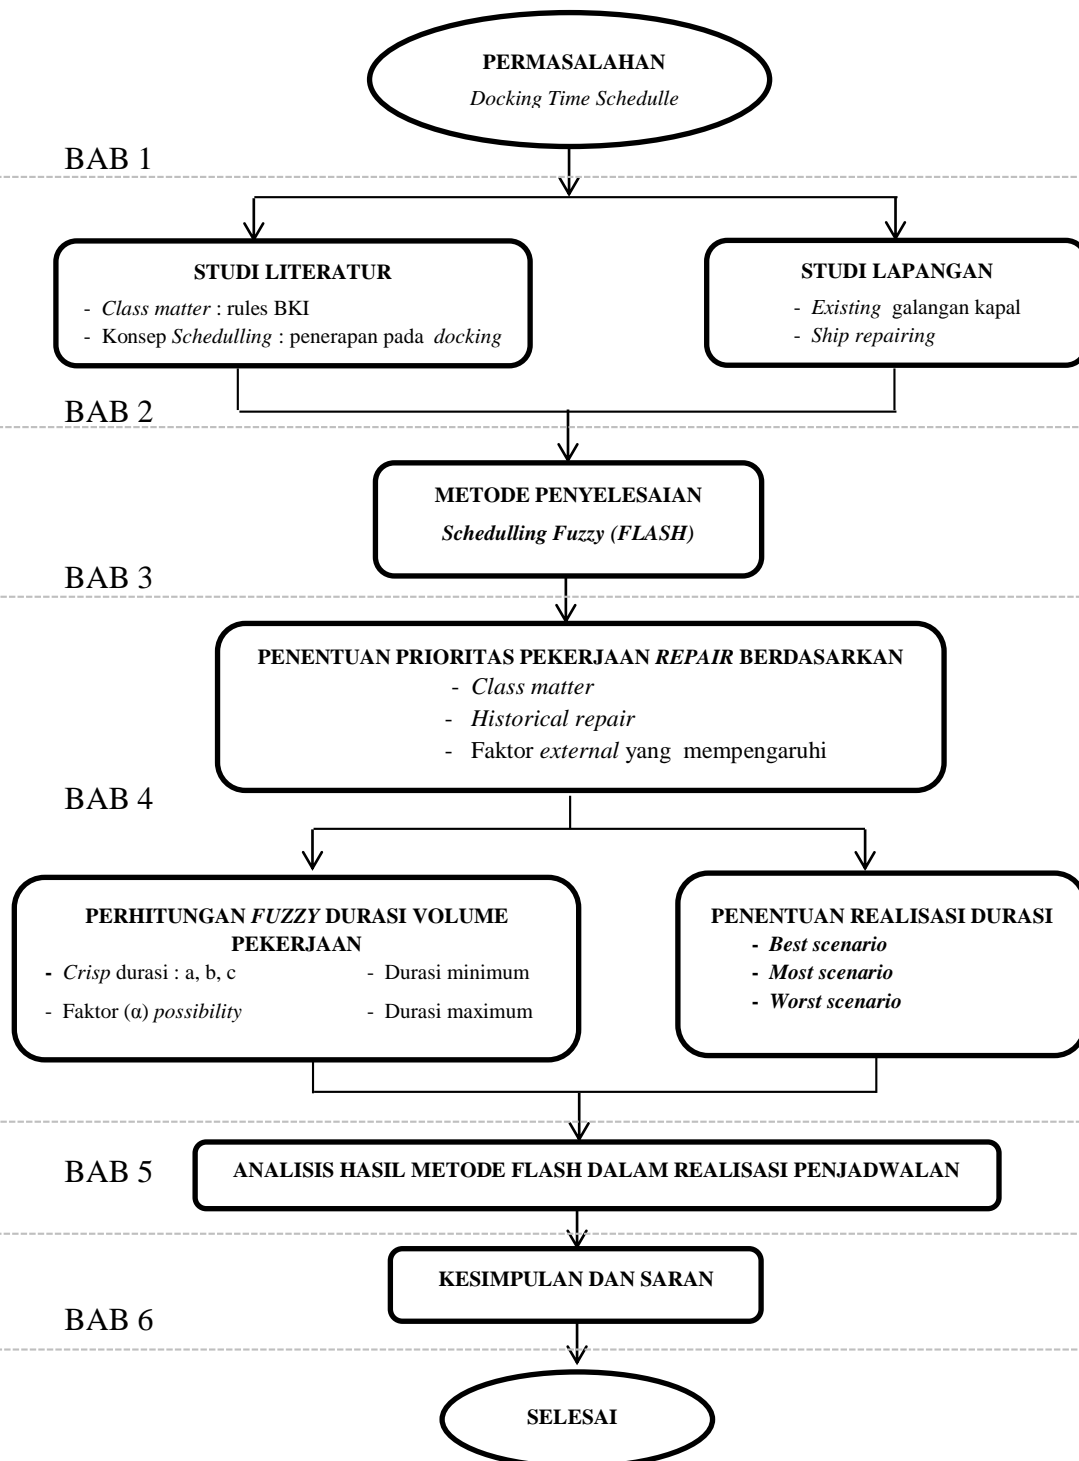 PERMASALAHAN
Docking Time Schedulle
BAB 1
STUDI LITERATUR
- Class matter : rules BKI
- Konsep Schedulling : penerapan pada docking
STUDI LAPANGAN
- Existing galangan kapal
- Ship repairing
BAB 2
METODE PENYELESAIAN
Schedulling Fuzzy (FLASH)
BAB 3
PENENTUAN PRIORITAS PEKERJAAN REPAIR BERDASARKAN
- Class matter
- Historical repair
- Faktor external yang mempengaruhi
BAB 4
PERHITUNGAN FUZZY DURASI VOLUME
PEKERJAAN
- Crisp durasi : a, b, c
- Faktor (α) possibility
- Durasi minimum
- Durasi maximum
PENENTUAN REALISASI DURASI
- Best scenario
- Most scenario
- Worst scenario
BAB 5
ANALISIS HASIL METODE FLASH DALAM REALISASI PENJADWALAN
KESIMPULAN DAN SARAN
BAB 6
SELESAI